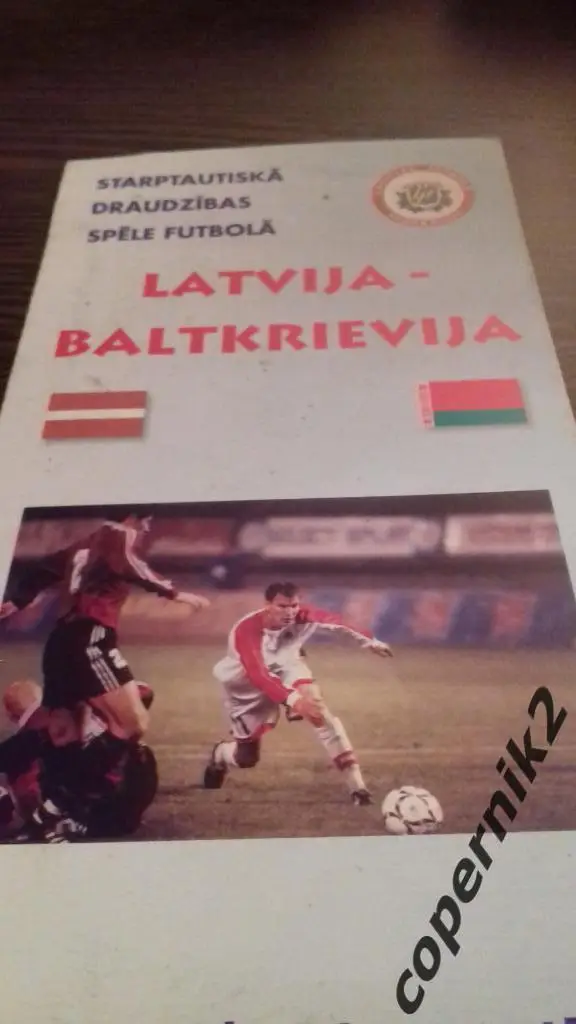 STARPTAUTISKĀ
DRAUDZĪBAS
SPĒLE FUTBOLĀ
LATVIJA -
BALTKRIEVIJA
copernik2